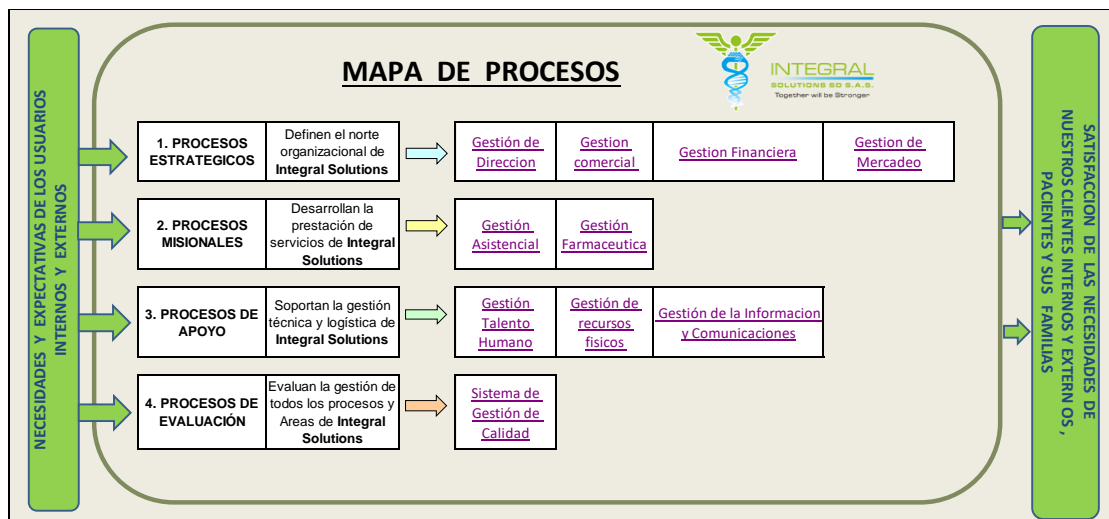 MAPA DE PROCESOS
INTEGRAL
SOLUTIONS SD S.A.S.
Together will be Stronger
NECESIDADES Y EXPECTATIVAS DE LOS USUARIOS
INTERNOS Y EXTERNOS
1. PROCESOS
ESTRATEGICOS
Definen el norte
organizacional de
Integral Solutions
Gestión de
Direccion
Gestion
comercial
Gestion Financiera
Gestion de
Mercadeo
2. PROCESOS
MISIONALES
Desarrollan la
prestación de
servicios de Integral
Solutions
Gestión
Asistencial
Gestión
Farmaceutica
3. PROCESOS DE
APOYO
Soportan la gestión
técnica y logística de
Integral Solutions
Gestión
Talento
Humano
Gestión de
recursos
fisicos
Gestión de la Informacion
y Comunicaciones
4. PROCESOS DE
EVALUACIÓN
Evaluan la gestión de
todos los procesos y
Areas de Integral
Solutions
Sistema de
Gestión de
Calidad
SATISFACCION DE LAS NECESIDADES DE
NUESTROS CLIENTES INTERNOS Y EXTERN OS ,
PACIENTES Y SUS FAMILIAS